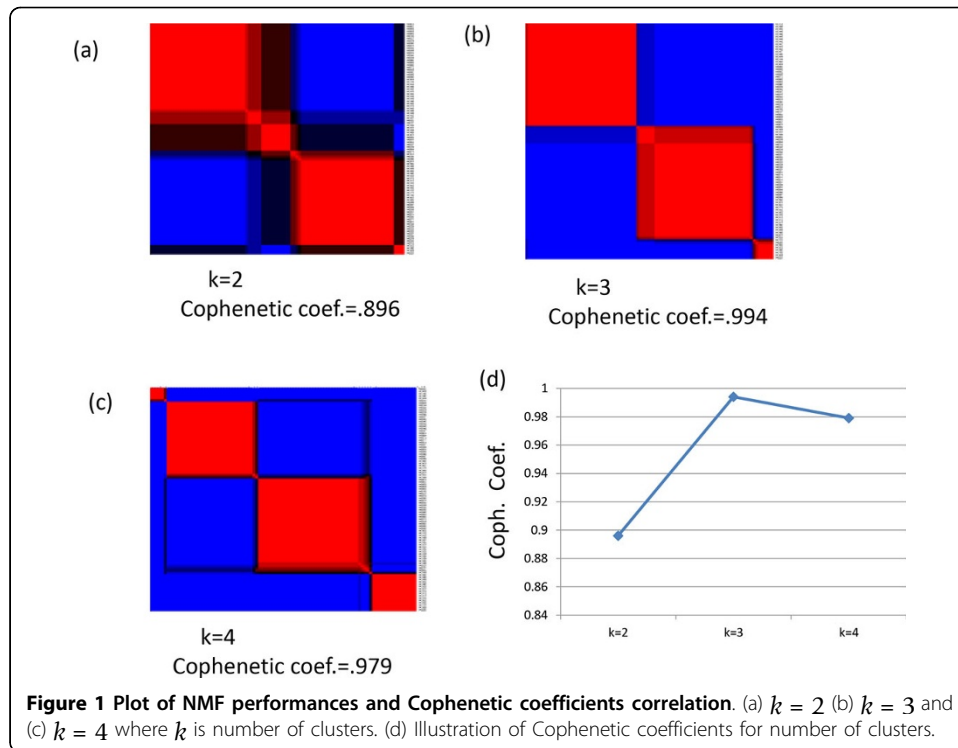 (a)
k=2
Cophenetic coef.=.896
(b)
k=3
Cophenetic coef.=.994
(c)
k=4
Cophenetic coef.=.979
(d)
Coph. Coef.
1
0.98
0.96
0.94
0.92
0.9
0.88
0.86
0.84
k=2 k=3 k=4
Figure 1 Plot of NMF performances and Cophenetic coefficients correlation. (a) k = 2 (b) k = 3 and
(c) k = 4 where k is number of clusters. (d) Illustration of Cophenetic coefficients for number of clusters.